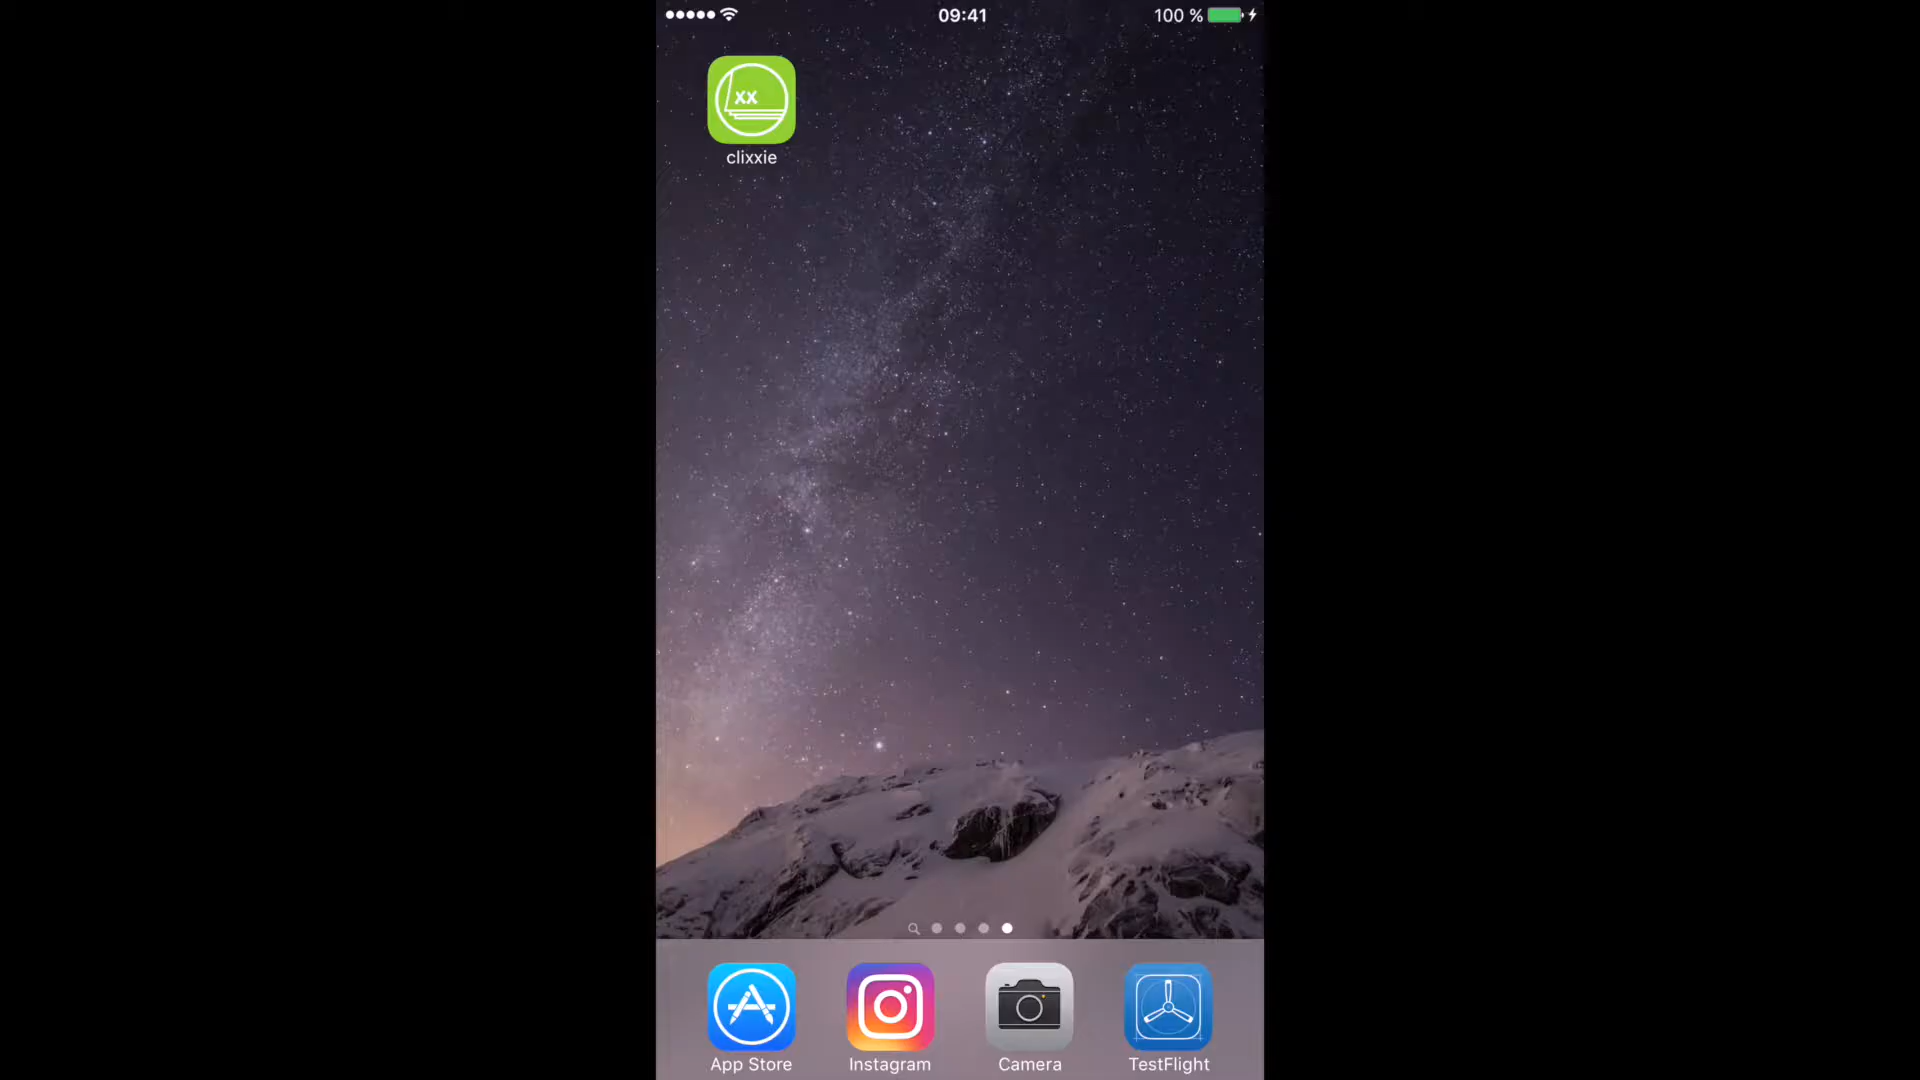 09:41
100 %
xx
clixxie
App Store
Instagram
Camera
TestFlight